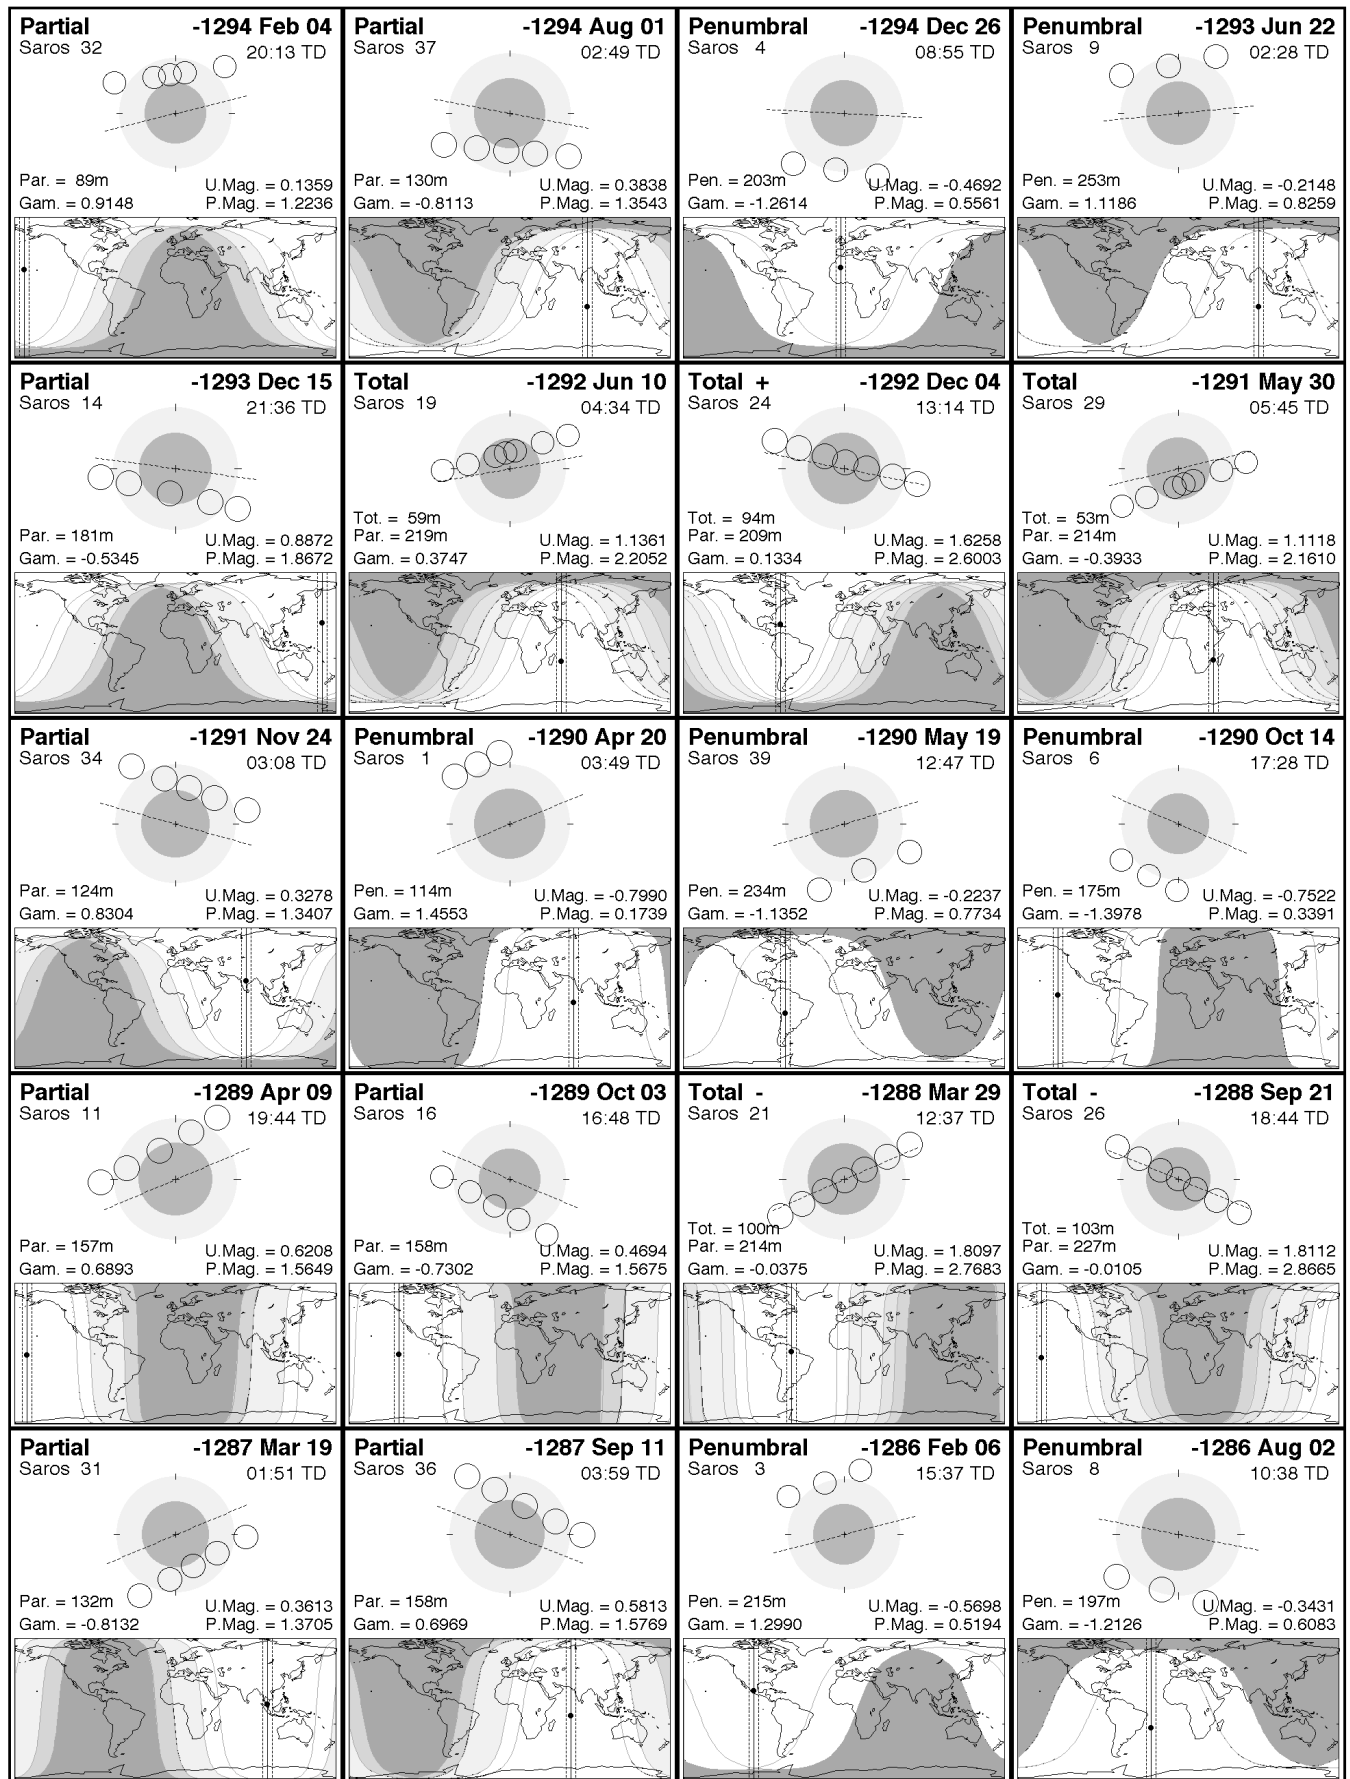 Partial -1294 Feb 04
Saros 32 20:13 TD
Par. = 89m U.Mag. = 0.1359
Gam. = 0.9148 P.Mag. = 1.2236
Partial -1294 Aug 01
Saros 37 02:49 TD
Par. = 130m U.Mag. = 0.3838
Gam. = -0.8113 P.Mag. = 1.3543
Penumbral -1294 Dec 26
Saros 4 08:55 TD
Pen. = 203m U.Mag. = -0.4692
Gam. = -1.2614 P.Mag. = 0.5561
Penumbral -1293 Jun 22
Saros 9 02:28 TD
Pen. = 253m U.Mag. = -0.2148
Gam. = 1.1186 P.Mag. = 0.8259
Partial -1293 Dec 15
Saros 14 21:36 TD
Par. = 181m U.Mag. = 0.8872
Gam. = -0.5345 P.Mag. = 1.8672
Total -1292 Jun 10
Saros 19 04:34 TD
Tot. = 59m
Par. = 219m U.Mag. = 1.1361
Gam. = 0.3747 P.Mag. = 2.2052
Total + -1292 Dec 04
Saros 24 13:14 TD
Tot. = 94m
Par. = 209m U.Mag. = 1.6258
Gam. = 0.1334 P.Mag. = 2.6003
Total -1291 May 30
Saros 29 05:45 TD
Tot. = 53m
Par. = 214m U.Mag. = 1.1118
Gam. = -0.3933 P.Mag. = 2.1610
Partial -1291 Nov 24
Saros 34 03:08 TD
Par. = 124m U.Mag. = 0.3278
Gam. = 0.8304 P.Mag. = 1.3407
Penumbral -1290 Apr 20
Saros 1 03:49 TD
Pen. = 114m U.Mag. = -0.7990
Gam. = 1.4553 P.Mag. = 0.1739
Penumbral -1290 May 19
Saros 39 12:47 TD
Pen. = 234m U.Mag. = -0.2237
Gam. = -1.1352 P.Mag. = 0.7734
Penumbral -1290 Oct 14
Saros 6 17:28 TD
Pen. = 175m U.Mag. = -0.7522
Gam. = -1.3978 P.Mag. = 0.3391
Partial -1289 Apr 09
Saros 11 19:44 TD
Par. = 157m U.Mag. = 0.6208
Gam. = 0.6893 P.Mag. = 1.5649
Partial -1289 Oct 03
Saros 16 16:48 TD
Par. = 158m U.Mag. = 0.4694
Gam. = -0.7302 P.Mag. = 1.5675
Total - -1288 Mar 29
Saros 21 12:37 TD
Tot. = 100m
Par. = 214m U.Mag. = 1.8097
Gam. = -0.0375 P.Mag. = 2.7683
Total - -1288 Sep 21
Saros 26 18:44 TD
Tot. = 103m
Par. = 227m U.Mag. = 1.8112
Gam. = -0.0105 P.Mag. = 2.8665
Partial -1287 Mar 19
Saros 31 01:51 TD
Par. = 132m U.Mag. = 0.3613
Gam. = -0.8132 P.Mag. = 1.3705
Partial -1287 Sep 11
Saros 36 03:59 TD
Par. = 158m U.Mag. = 0.5813
Gam. = 0.6969 P.Mag. = 1.5769
Penumbral -1286 Feb 06
Saros 3 15:37 TD
Pen. = 215m U.Mag. = -0.5698
Gam. = 1.2990 P.Mag. = 0.5194
Penumbral -1286 Aug 02
Saros 8 10:38 TD
Pen. = 197m U.Mag. = -0.3431
Gam. = -1.2126 P.Mag. = 0.6083